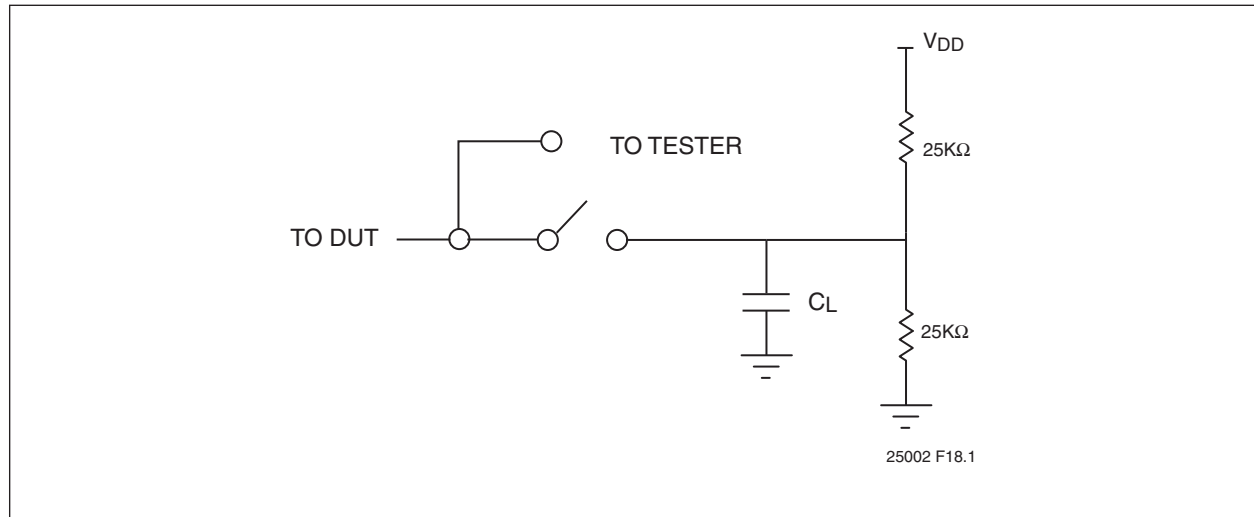 VDD
25KΩ
TO TESTER
TO DUT
CL
25KΩ
25002 F18.1